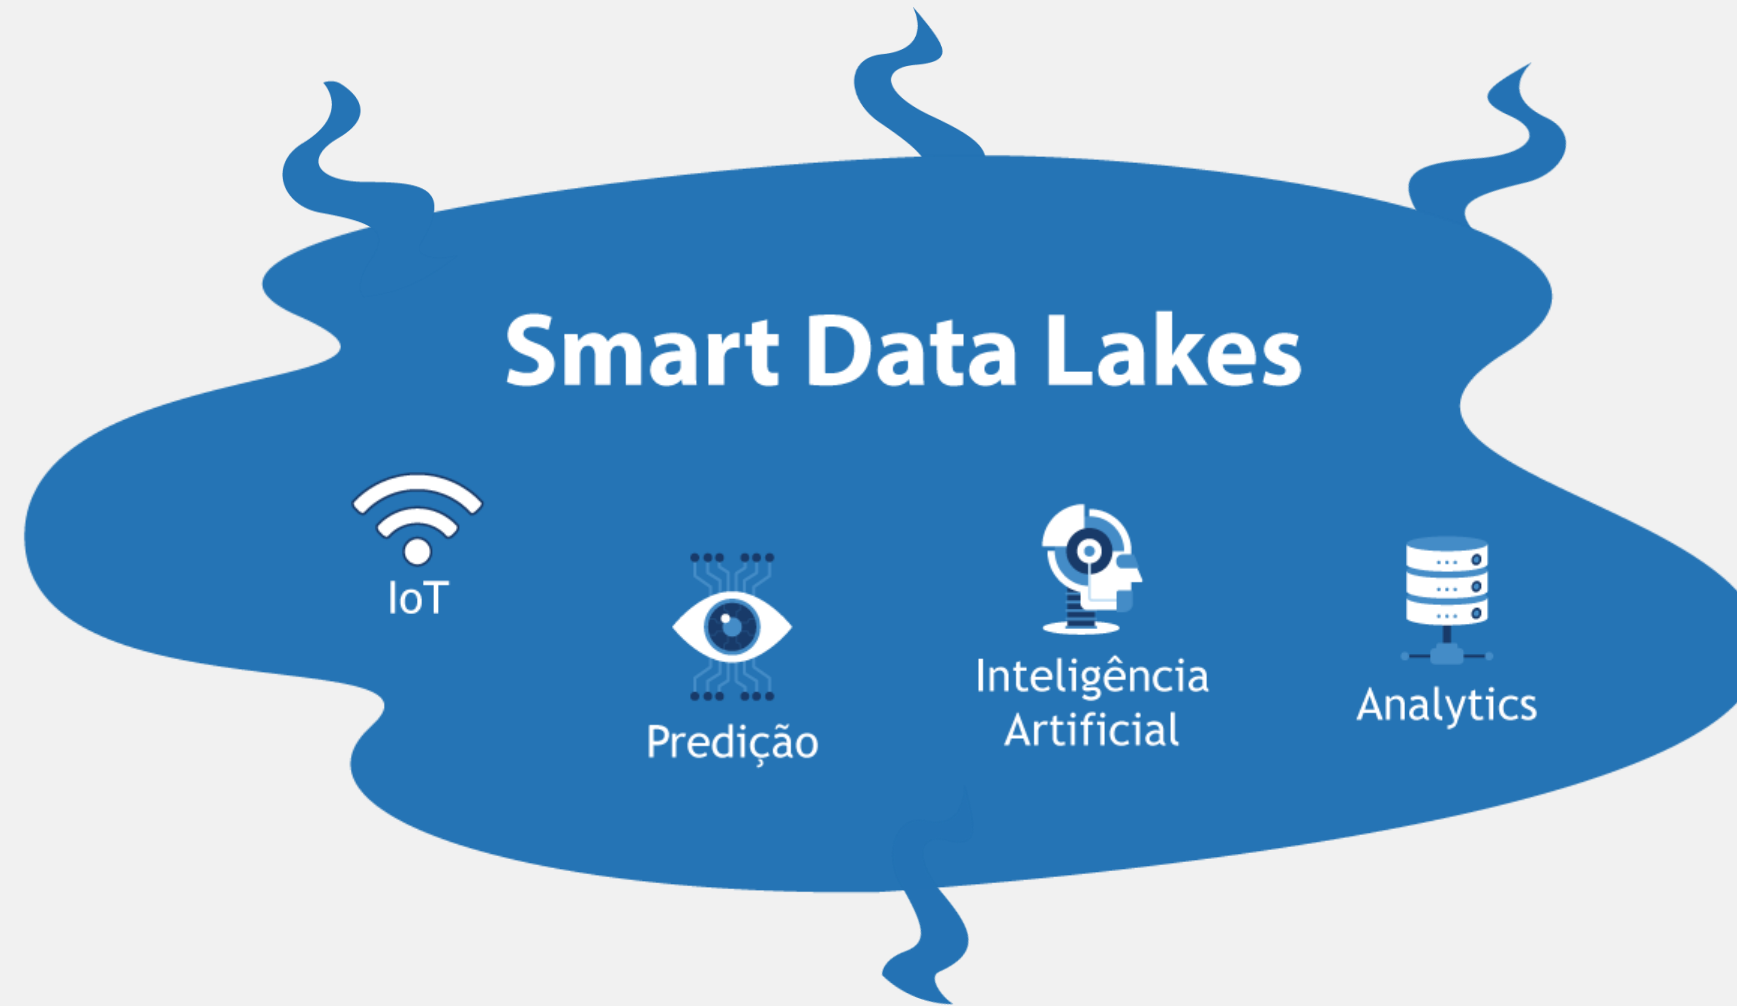 Smart Data Lakes
IoT
Predição
Inteligência
Artificial
Analytics